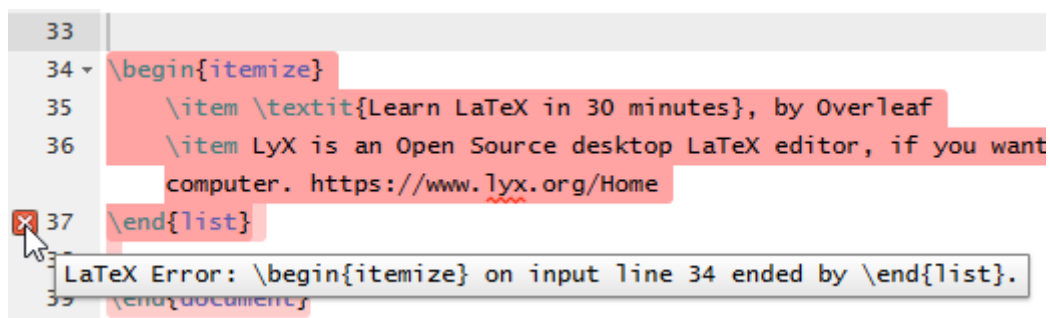 33
34 \begin{itemize}
35 \item \textit{Learn LaTeX in 30 minutes}, by Overleaf
36 \item LyX is an Open Source desktop LaTeX editor, if you want
computer. https://www.lyx.org/Home
37 \end{list}
LaTeX Error: \begin{itemize} on input line 34 ended by \end{list}.
39 \end{document}